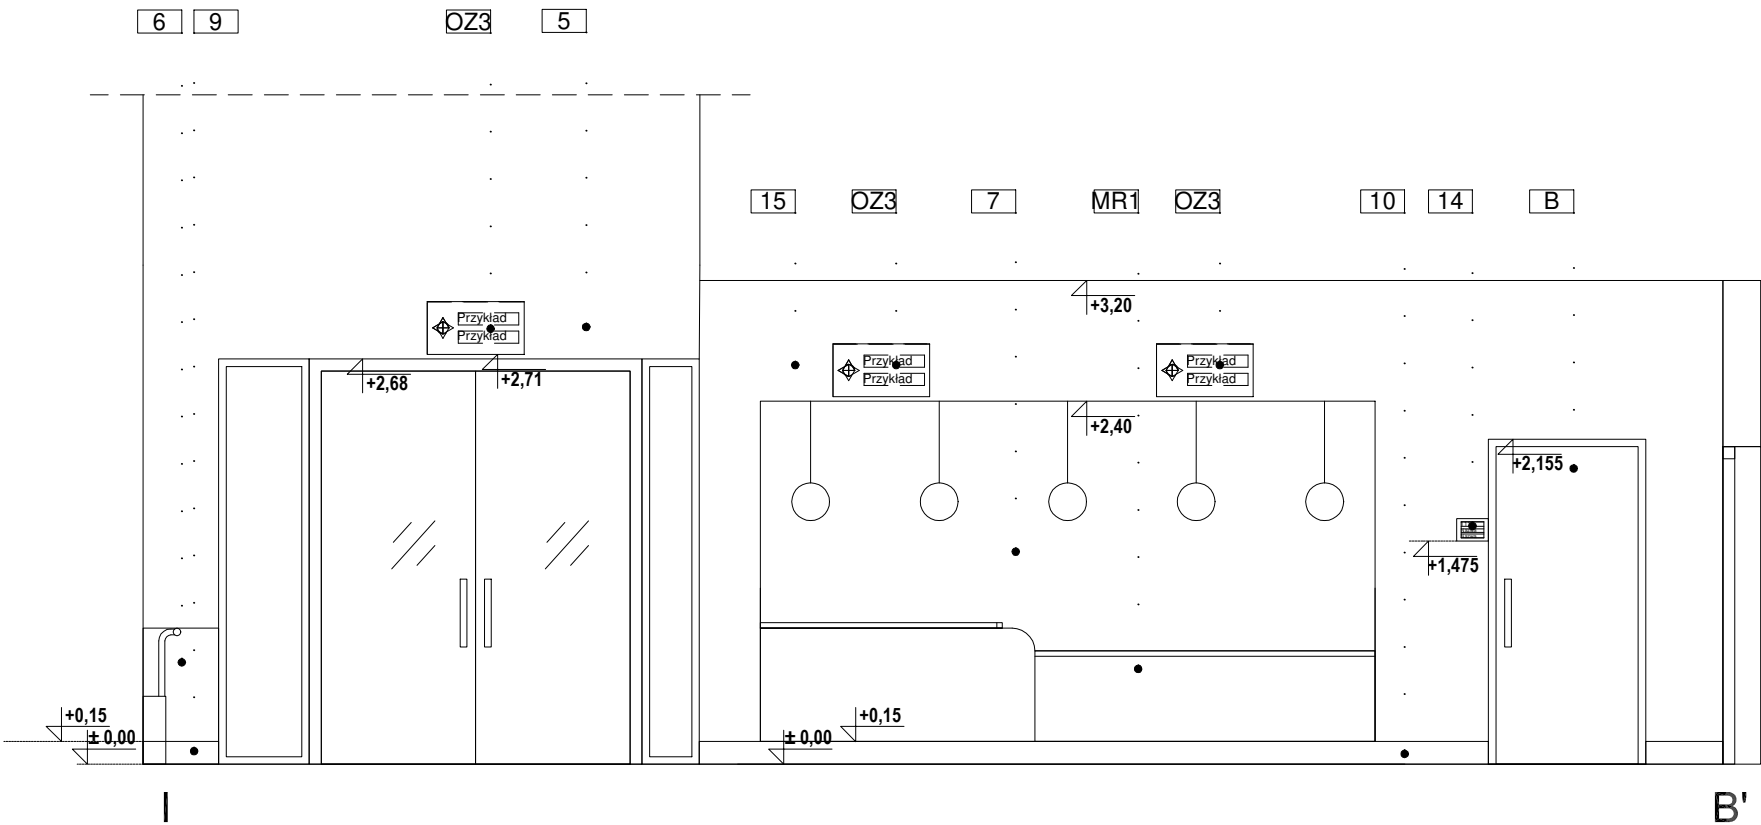 6 9 OZ3 5
15 OZ3 7 MR1 OZ3 10 14 B
+3,20
Przykład
Przykład
Przykład
Przykład
Przykład
Przykład
+2,68
+2,71
+2,40
+2,155
+1,475
+0,15
± 0,00
+0,15
± 0,00
I
B'